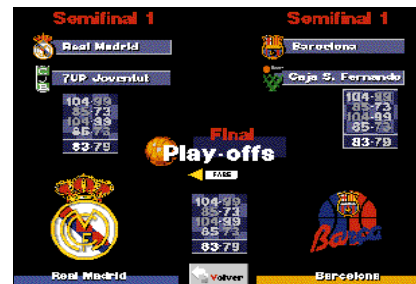 Semifinal 1
Semifinal 1
Real Madrid
Barcelona
7UP Joventut
Caja S. Fernando
104-99
85-73
104-99
85-73
83-79
104-99
85-73
104-99
85-73
83-79
Final
Play-offs
FASE
104-99
85-73
104-99
85-73
83-79
Barça
Real Madrid
Volver
Barcelona